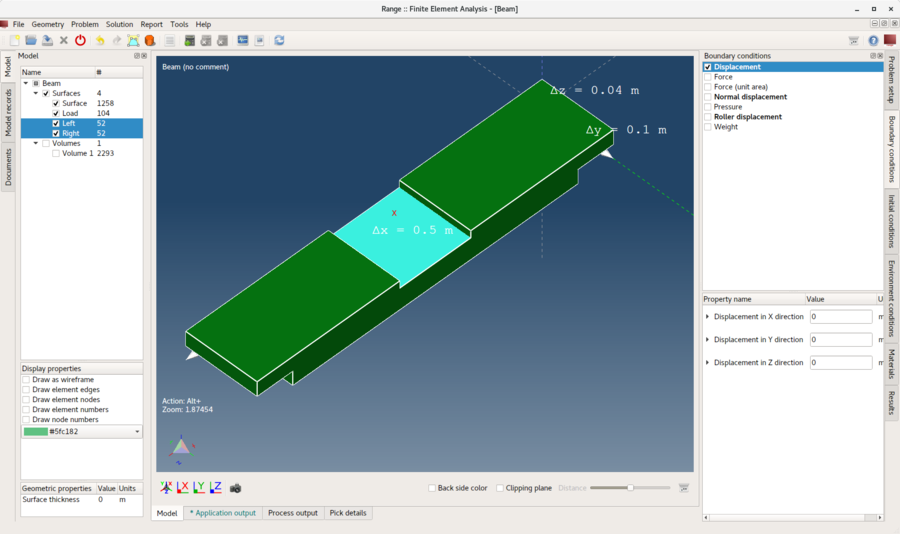 Range :: Finite Element Analysis - [Beam]
File Geometry Problem Solution Report Tools Help
Model
Name #
Beam
Surfaces 4
Surface 1258
Load 104
Left 52
Right 52
Volumes 1
Volume 1 2293
Model
Model records
Documents
Display properties
Draw as wireframe
Draw element edges
Draw element nodes
Draw element numbers
Draw node numbers
#5fc182
Geometric properties Value Units
Surface thickness 0 m
Beam (no comment)
Δz = 0.04 m
Δy = 0.1 m
x
Δx = 0.5 m
Action: Alt+
Zoom: 1.87454
Back side color Clipping plane Distance
Model * Application output Process output Pick details
Boundary conditions
Displacement
Force
Force (unit area)
Normal displacement
Pressure
Roller displacement
Weight
Property name Value U
Displacement in X direction 0 m
Displacement in Y direction 0 m
Displacement in Z direction 0 m
Problem setup
Boundary conditions
Initial conditions
Environment conditions
Materials
Results